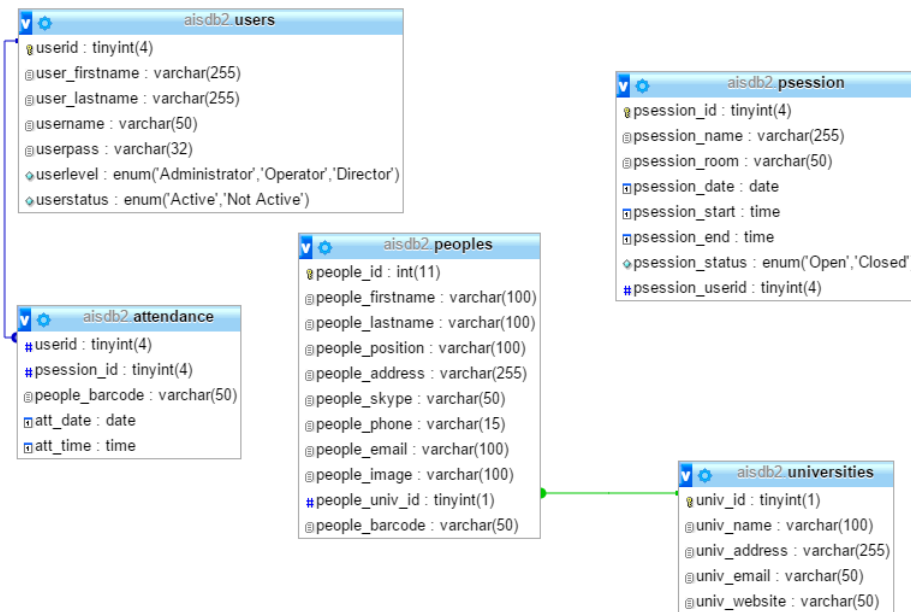 aisdb2.users
userid : tinyint(4)
user_firstname : varchar(255)
user_lastname : varchar(255)
username : varchar(50)
userpass : varchar(32)
userlevel : enum('Administrator','Operator','Director')
userstatus : enum('Active','Not Active')
aisdb2.psession
psession_id : tinyint(4)
psession_name : varchar(255)
psession_room : varchar(50)
psession_date : date
psession_start : time
psession_end : time
psession_status : enum('Open','Closed'
psession_userid : tinyint(4)
aisdb2.peoples
people_id : int(11)
people_firstname : varchar(100)
people_lastname : varchar(100)
people_position : varchar(100)
people_address : varchar(255)
people_skype : varchar(50)
people_phone : varchar(15)
people_email : varchar(100)
people_image : varchar(100)
people_univ_id : tinyint(1)
people_barcode : varchar(50)
aisdb2.attendance
userid : tinyint(4)
psession_id : tinyint(4)
people_barcode : varchar(50)
att_date : date
att_time : time
aisdb2.universities
univ_id : tinyint(1)
univ_name : varchar(100)
univ_address : varchar(255)
univ_email : varchar(50)
univ_website : varchar(50)